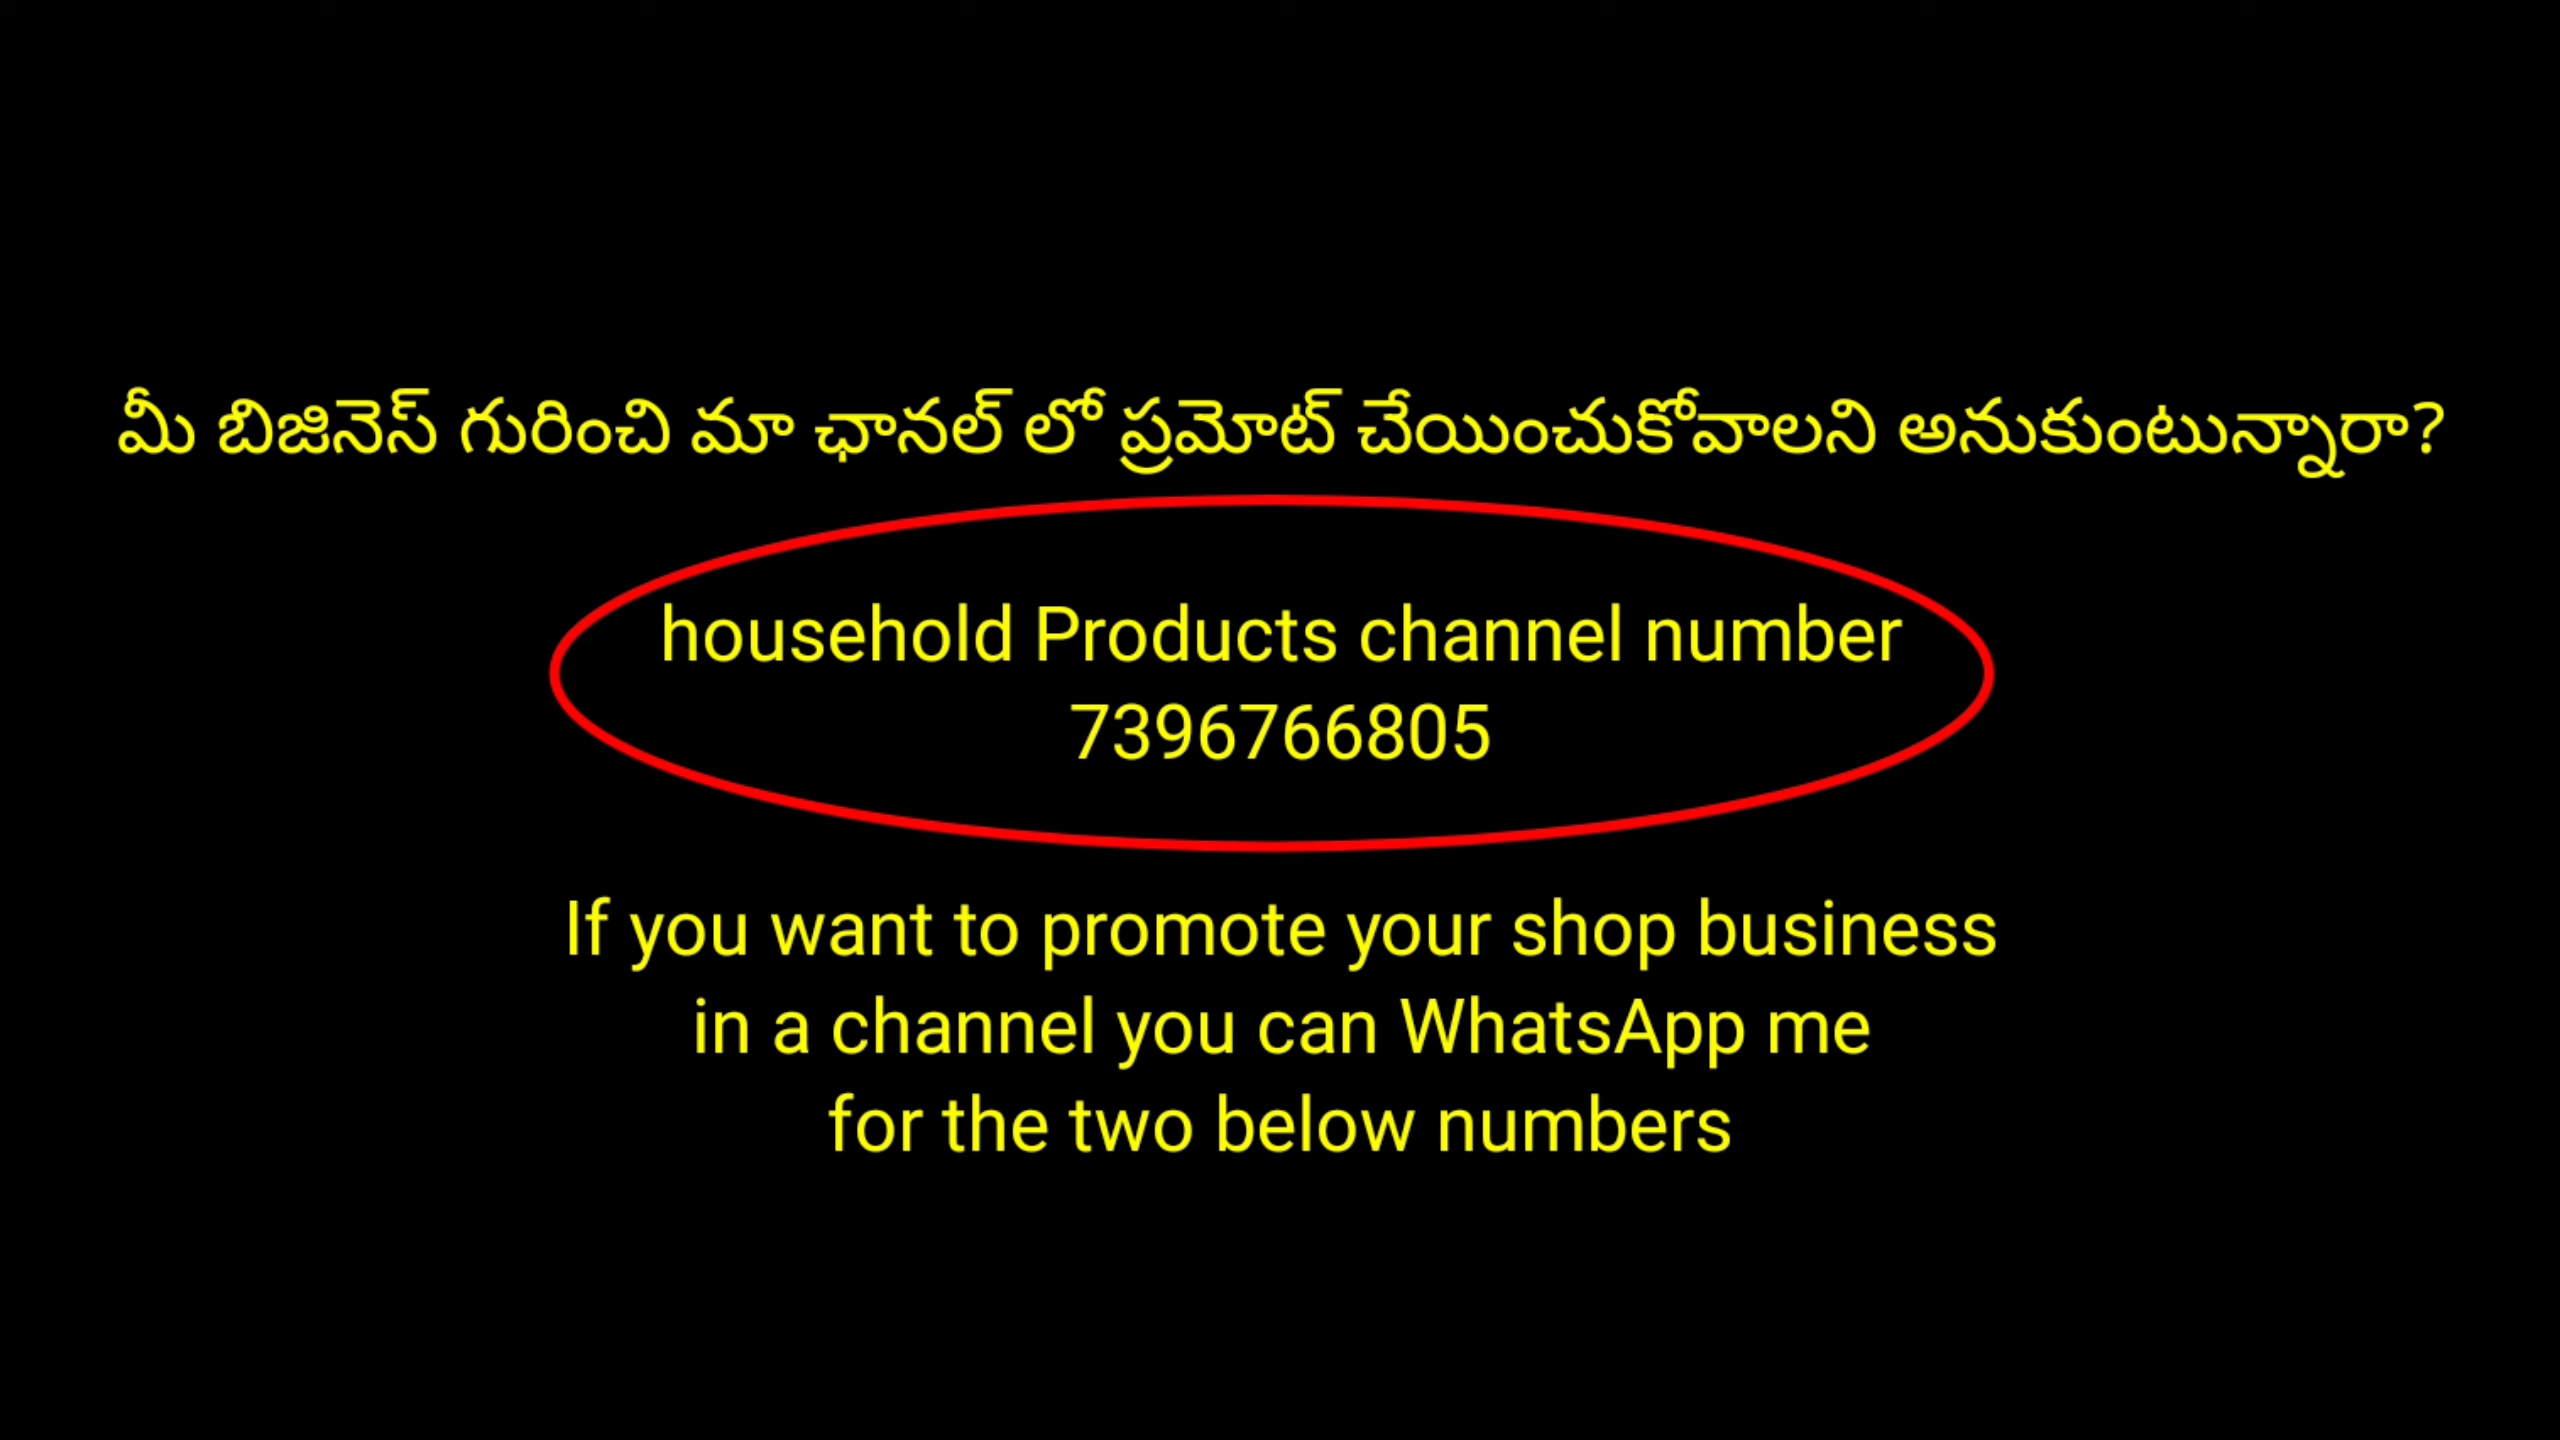 మీ బిజినెస్ గురించి మా ఛానల్ లో ప్రమోట్ చేయించుకోవాలని అనుకుంటున్నారా?
household Products channel number
7396766805
If you want to promote your shop business
in a channel you can WhatsApp me
for the two below numbers